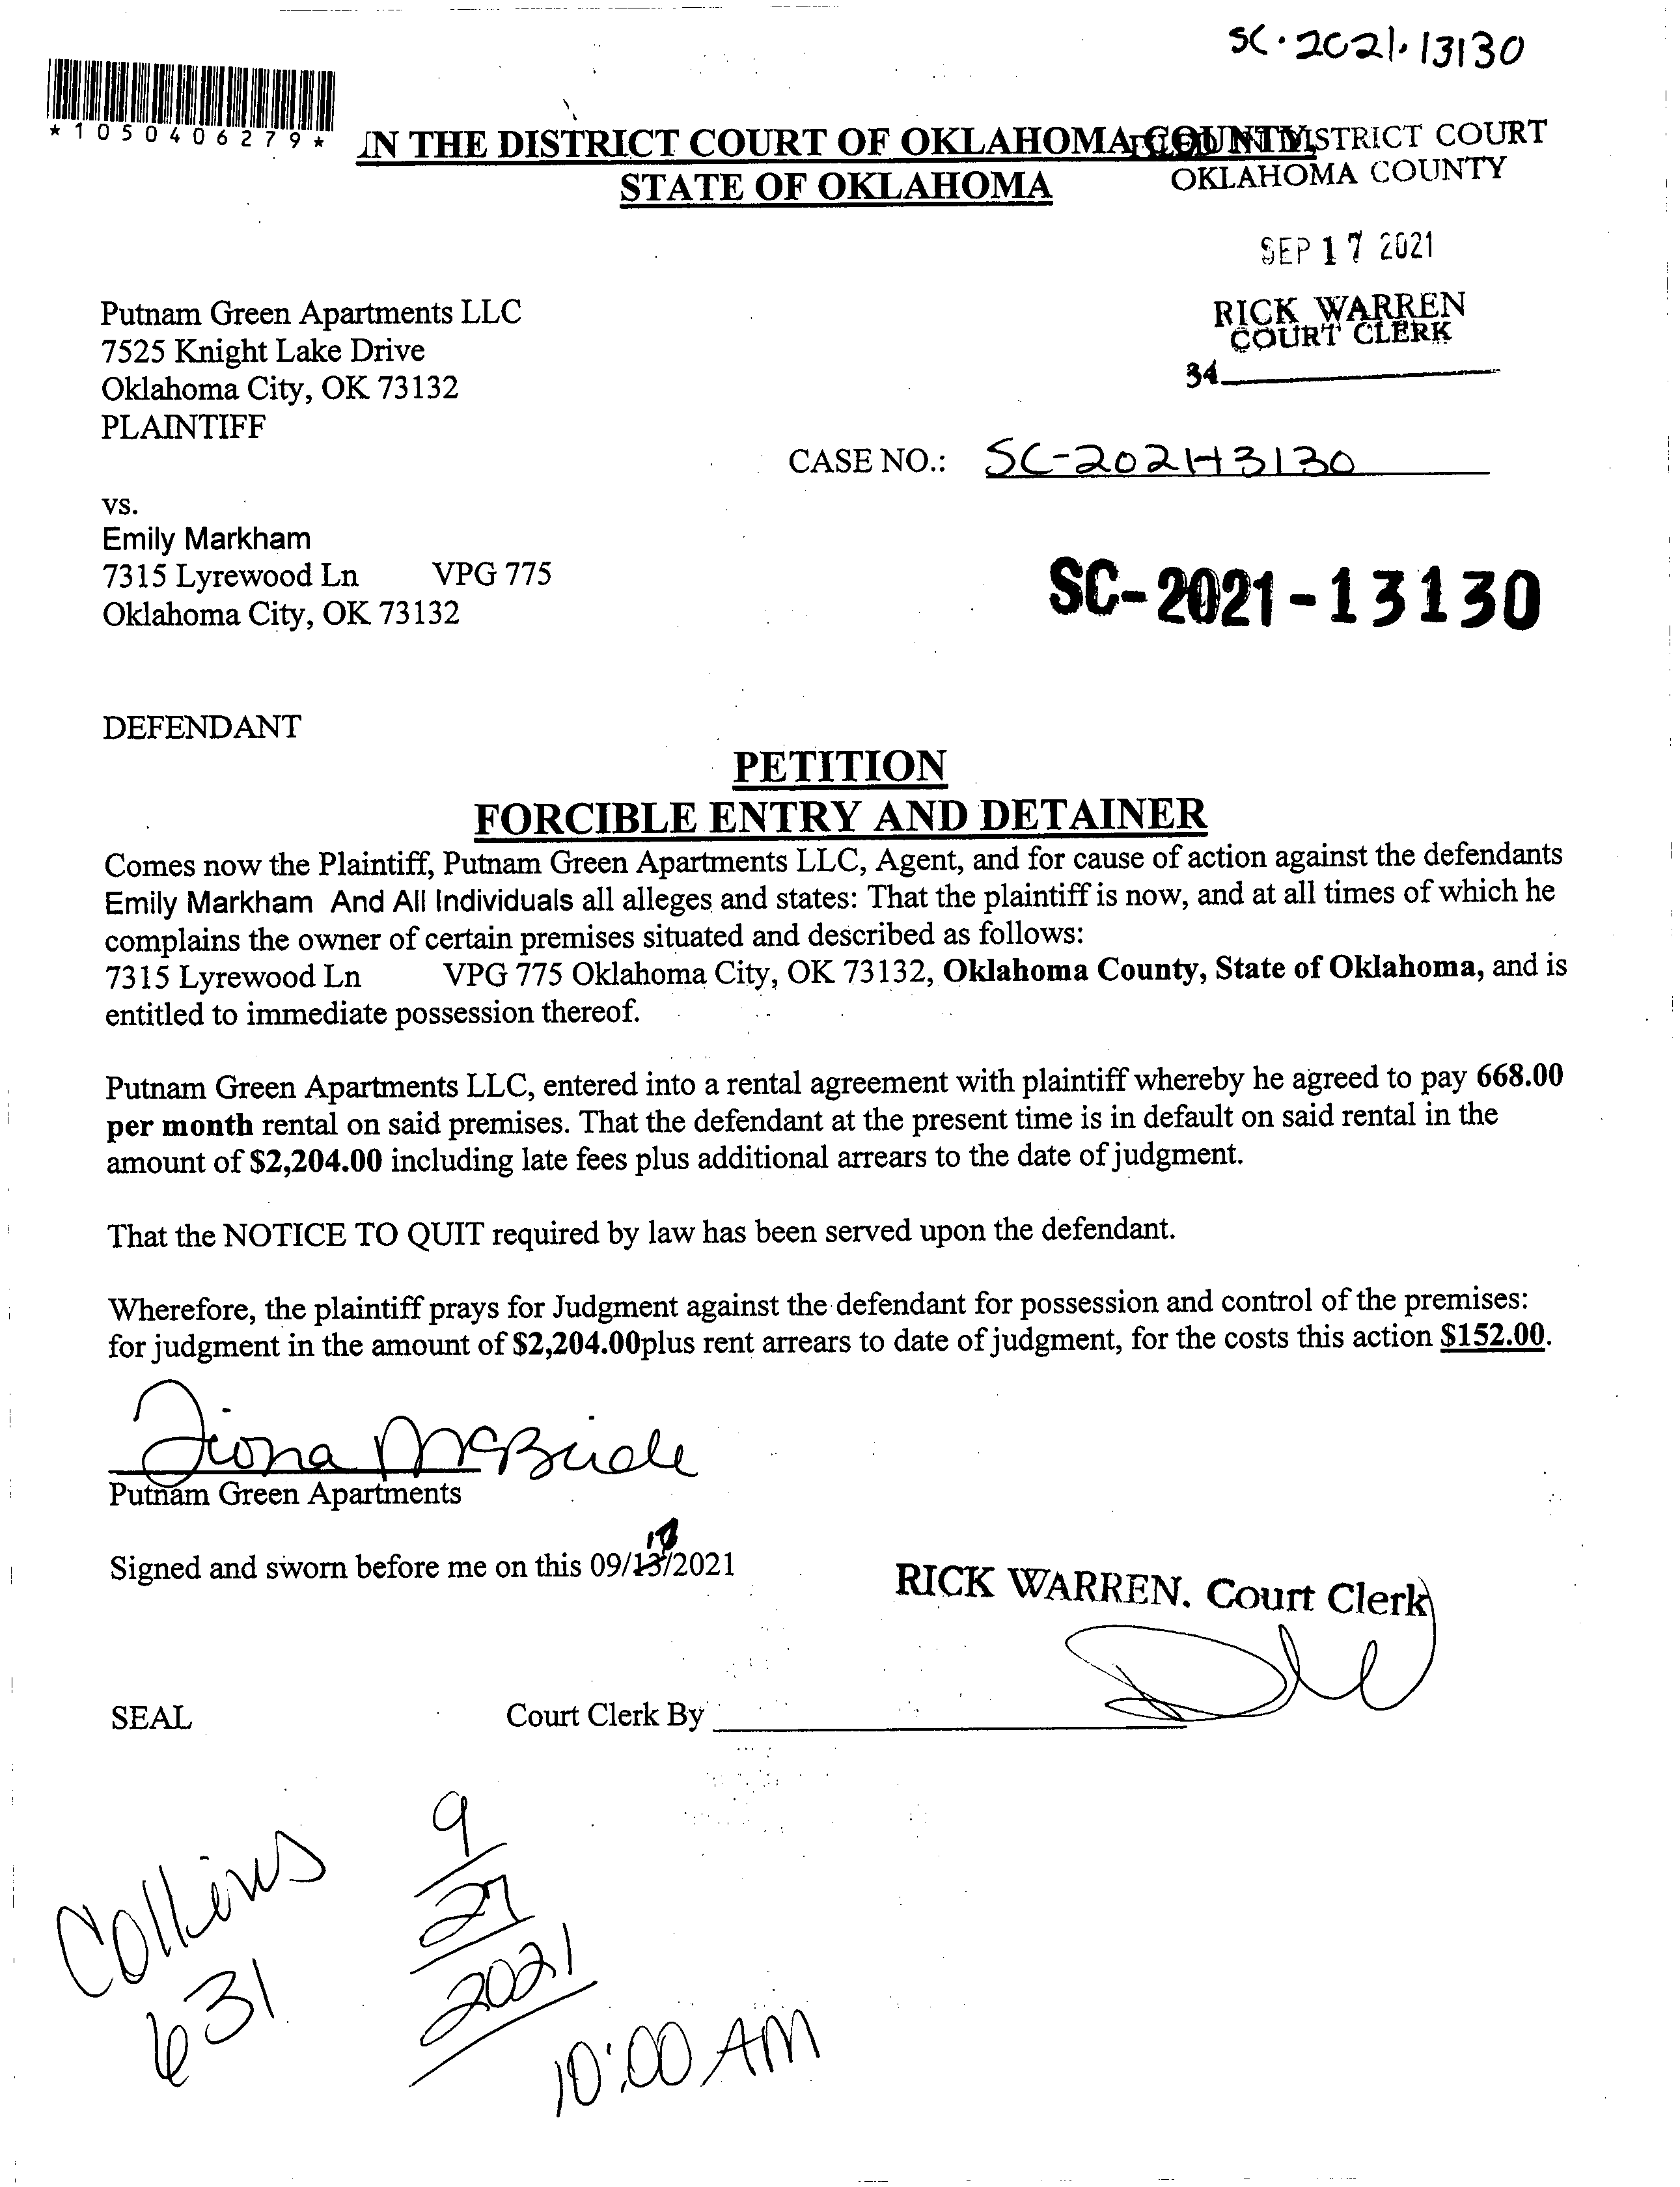 SC-2021-13130
*1050406279*
IN THE DISTRICT COURT OF OKLAHOMA COUNTY,
STATE OF OKLAHOMA
DISTRICT COURT
OKLAHOMA COUNTY
SEP 17 2021
RICK WARREN
COURT CLERK
34
Putnam Green Apartments LLC
7525 Knight Lake Drive
Oklahoma City, OK 73132
PLAINTIFF
CASE NO.: SC-2021-13130
vs.
Emily Markham
7315 Lyrewood Ln VPG 775
Oklahoma City, OK 73132
SC-2021-13130
DEFENDANT
PETITION
FORCIBLE ENTRY AND DETAINER
Comes now the Plaintiff, Putnam Green Apartments LLC, Agent, and for cause of action against the defendants
Emily Markham And All Individuals all alleges and states: That the plaintiff is now, and at all times of which he
complains the owner of certain premises situated and described as follows:
7315 Lyrewood Ln VPG 775 Oklahoma City, OK 73132, Oklahoma County, State of Oklahoma, and is
entitled to immediate possession thereof.
Putnam Green Apartments LLC, entered into a rental agreement with plaintiff whereby he agreed to pay 668.00
per month rental on said premises. That the defendant at the present time is in default on said rental in the
amount of $2,204.00 including late fees plus additional arrears to the date of judgment.
That the NOTICE TO QUIT required by law has been served upon the defendant.
Wherefore, the plaintiff prays for Judgment against the defendant for possession and control of the premises:
for judgment in the amount of $2,204.00plus rent arrears to date of judgment, for the costs this action $152.00.
Fiona McBride
Putnam Green Apartments
Signed and sworn before me on this 09/13/2021
RICK WARREN. Court Clerk
SEAL
Court Clerk By
Collins
631
9
27
2021
10:00 AM